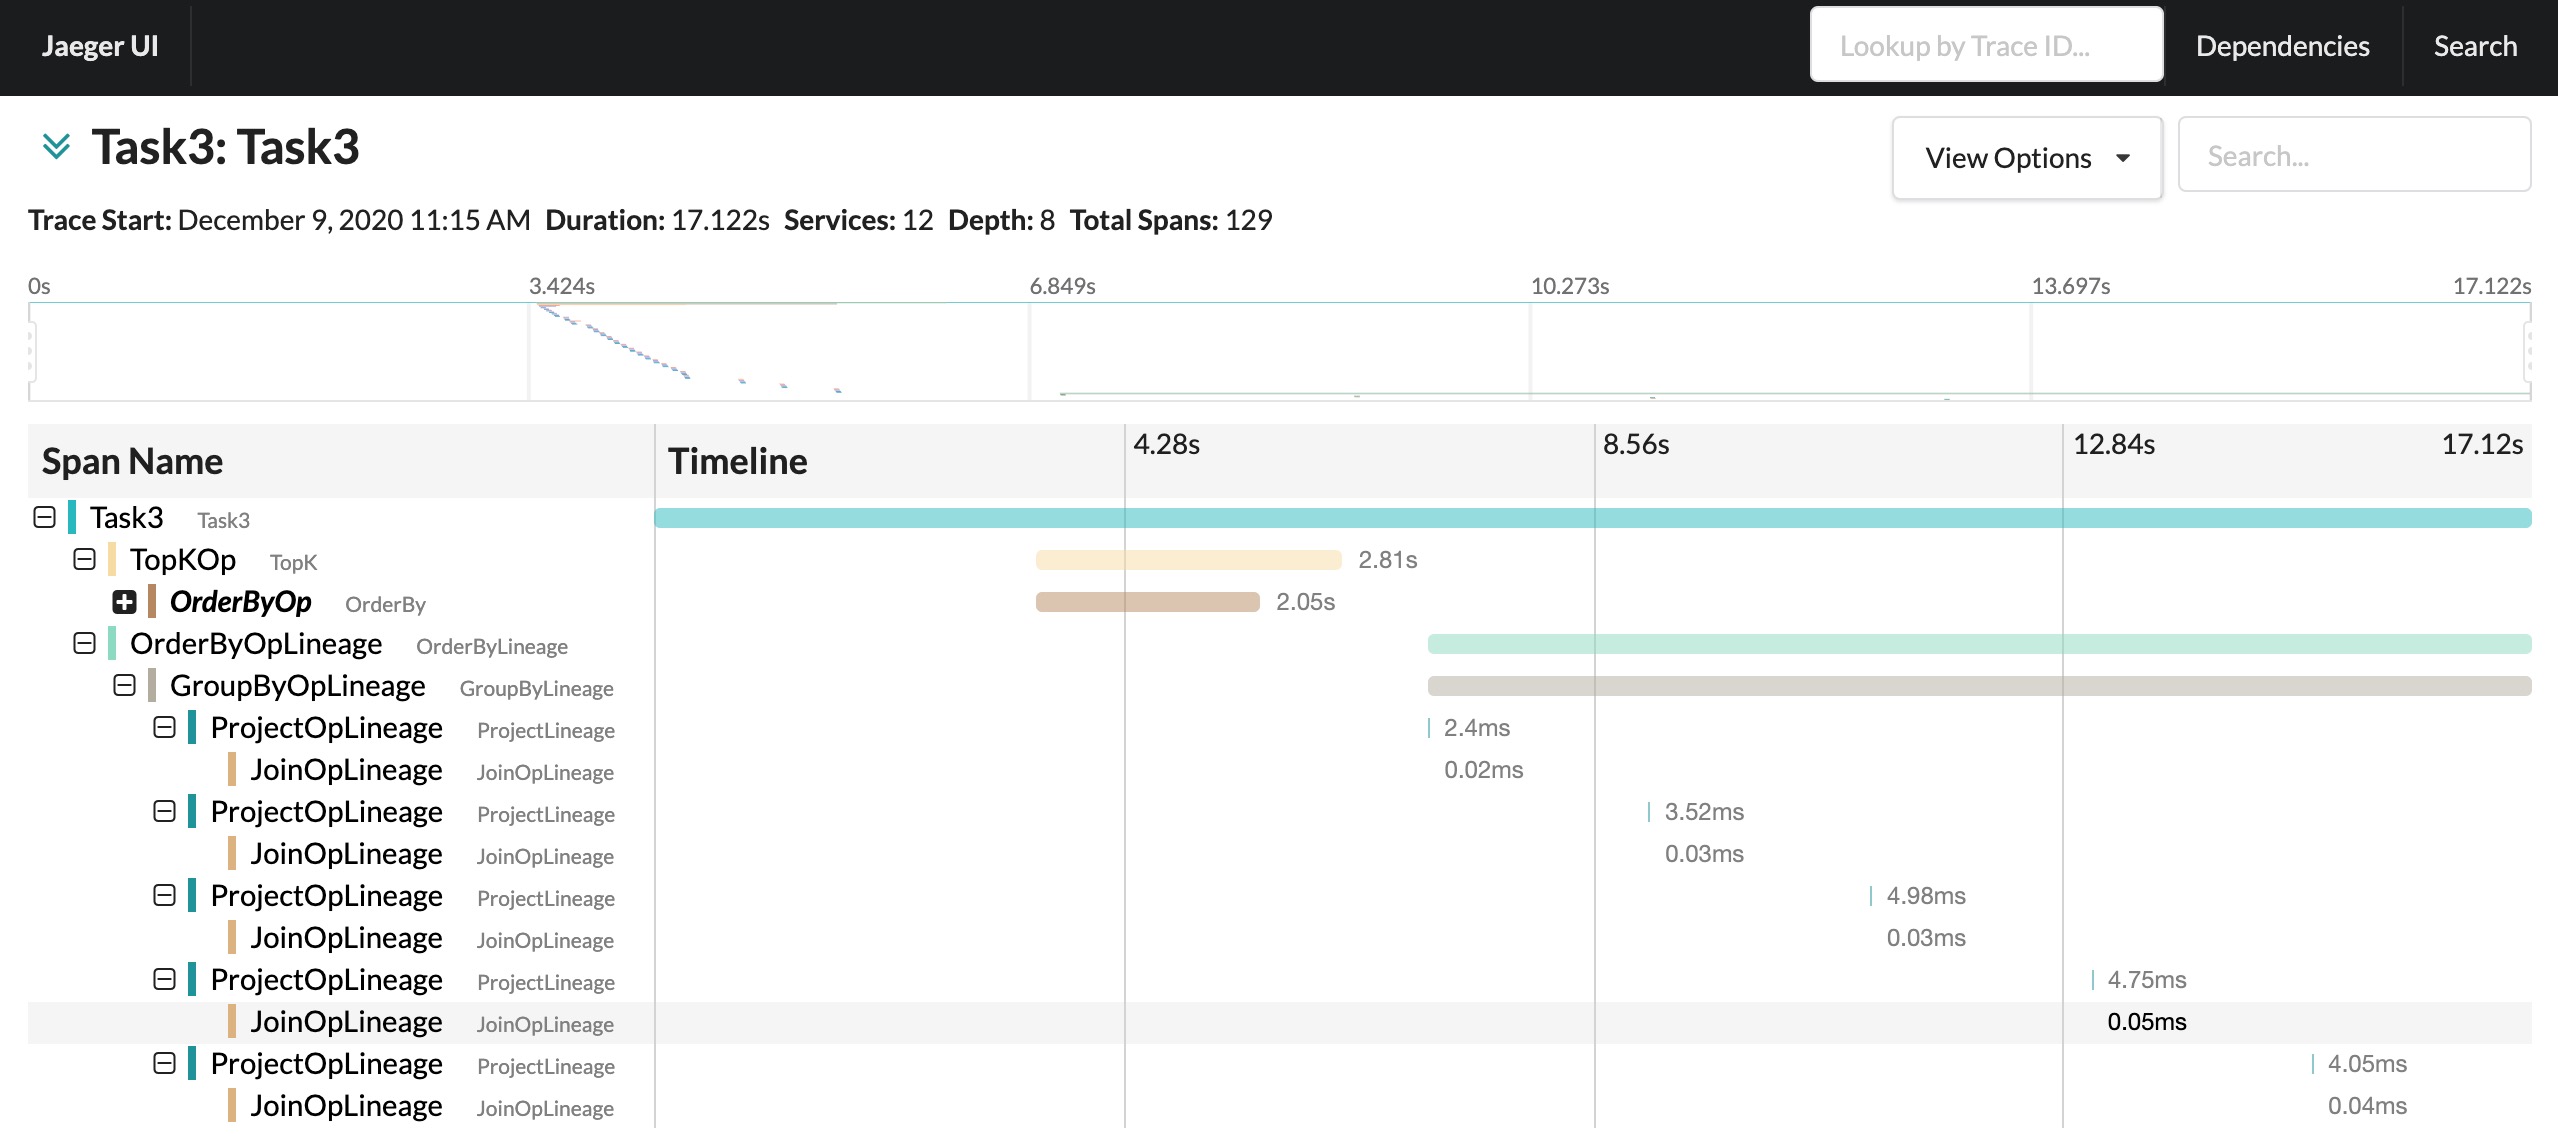 Jaeger UI Lookup by Trace ID... Dependencies Search
Task3: Task3 View Options Search...
Trace Start: December 9, 2020 11:15 AM Duration: 17.122s Services: 12 Depth: 8 Total Spans: 129
0s 3.424s 6.849s 10.273s 13.697s 17.122s
Span Name Timeline 4.28s 8.56s 12.84s 17.12s
Task3 Task3
TopKOp TopK 2.81s
OrderByOp OrderBy 2.05s
OrderByOpLineage OrderByLineage
GroupByOpLineage GroupByLineage
ProjectOpLineage ProjectLineage 2.4ms
JoinOpLineage JoinOpLineage 0.02ms
ProjectOpLineage ProjectLineage 3.52ms
JoinOpLineage JoinOpLineage 0.03ms
ProjectOpLineage ProjectLineage 4.98ms
JoinOpLineage JoinOpLineage 0.03ms
ProjectOpLineage ProjectLineage 4.75ms
JoinOpLineage JoinOpLineage 0.05ms
ProjectOpLineage ProjectLineage 4.05ms
JoinOpLineage JoinOpLineage 0.04ms